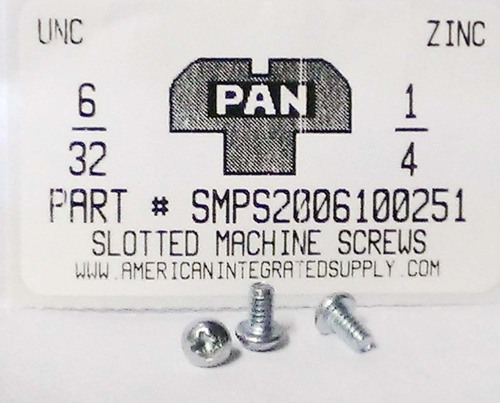 UNC ZINC
PAN
6 1
32 4
PART # SMPS2006100251
SLOTTED MACHINE SCREWS
WWW.AMERICANINTEGRATEDSUPPLY.COM